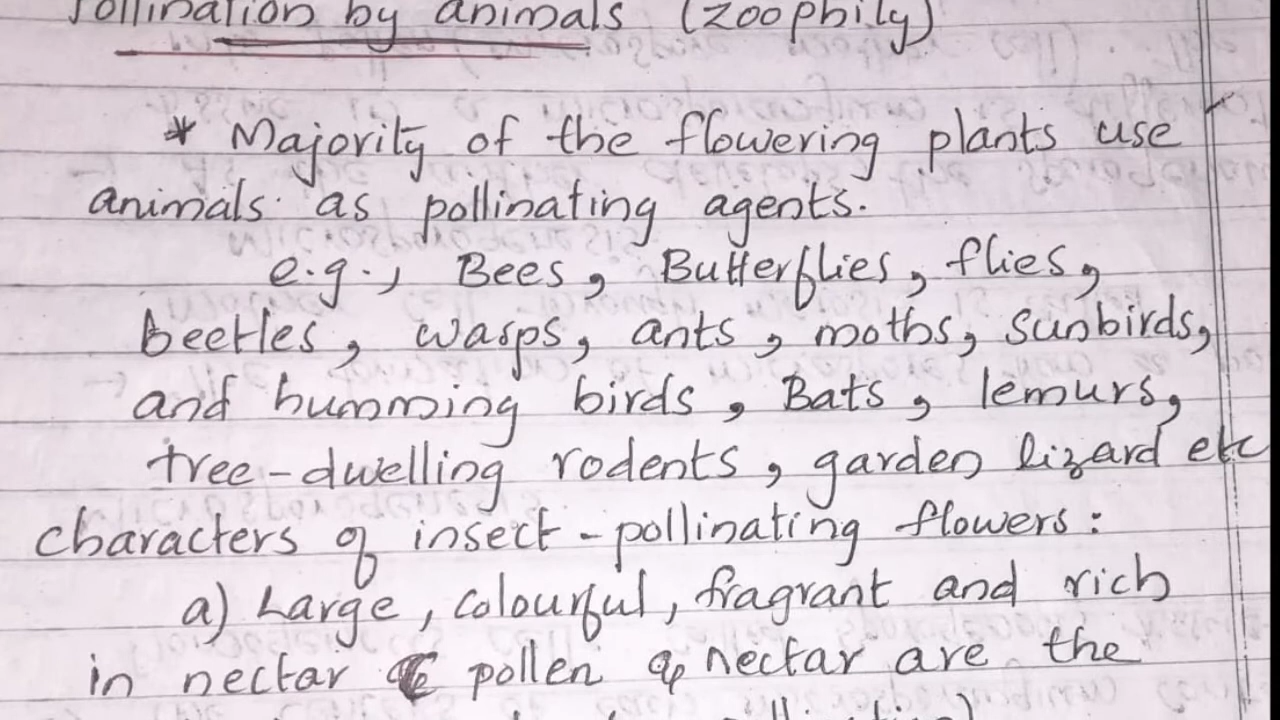 Pollination by animals (zoophily)
* Majority of the flowering plants use
animals as pollinating agents.
e.g., Bees, Butterflies, flies,
beetles, wasps, ants, moths, sunbirds,
and humming birds, Bats, lemurs,
tree-dwelling rodents, garden lizard etc
characters of insect-pollinating flowers:
a) Large, colourful, fragrant and rich
in nectar & pollen & nectar are the